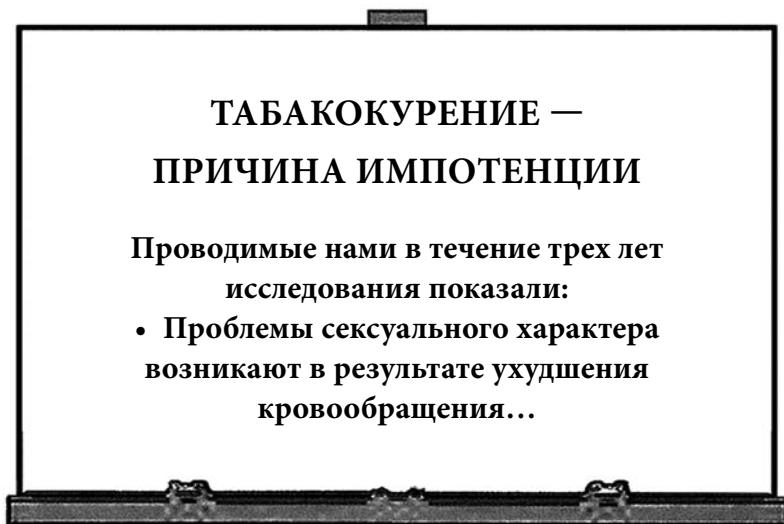 ТАБАКОКУРЕНИЕ —
ПРИЧИНА ИМПОТЕНЦИИ
Проводимые нами в течение трех лет
исследования показали:
• Проблемы сексуального характера
возникают в результате ухудшения
кровообращения…